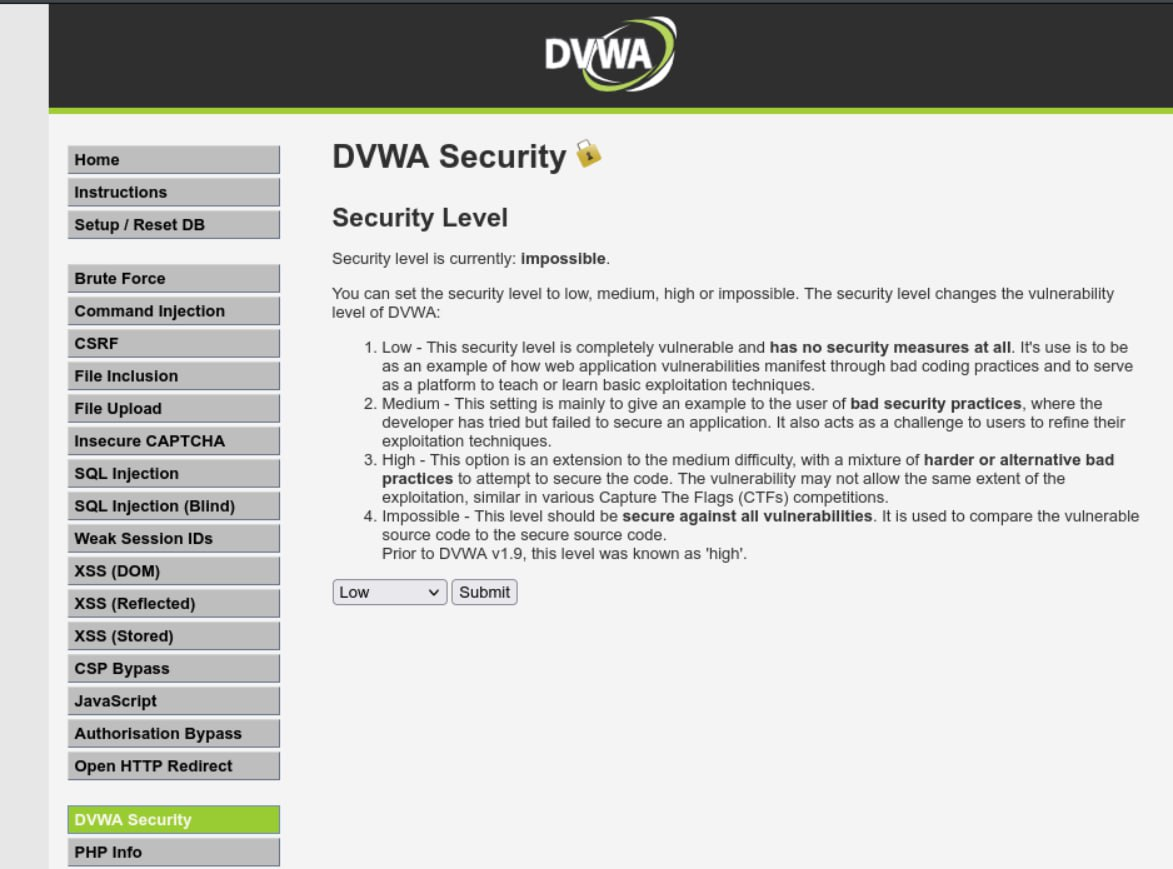 DVWA
Home
Instructions
Setup / Reset DB
Brute Force
Command Injection
CSRF
File Inclusion
File Upload
Insecure CAPTCHA
SQL Injection
SQL Injection (Blind)
Weak Session IDs
XSS (DOM)
XSS (Reflected)
XSS (Stored)
CSP Bypass
JavaScript
Authorisation Bypass
Open HTTP Redirect
DVWA Security
PHP Info
DVWA Security
Security Level
Security level is currently: impossible.
You can set the security level to low, medium, high or impossible. The security level changes the vulnerability
level of DVWA:
1. Low - This security level is completely vulnerable and has no security measures at all. It's use is to be
as an example of how web application vulnerabilities manifest through bad coding practices and to serve
as a platform to teach or learn basic exploitation techniques.
2. Medium - This setting is mainly to give an example to the user of bad security practices, where the
developer has tried but failed to secure an application. It also acts as a challenge to users to refine their
exploitation techniques.
3. High - This option is an extension to the medium difficulty, with a mixture of harder or alternative bad
practices to attempt to secure the code. The vulnerability may not allow the same extent of the
exploitation, similar in various Capture The Flags (CTFs) competitions.
4. Impossible - This level should be secure against all vulnerabilities. It is used to compare the vulnerable
source code to the secure source code.
Prior to DVWA v1.9, this level was known as 'high'.
Low
Submit